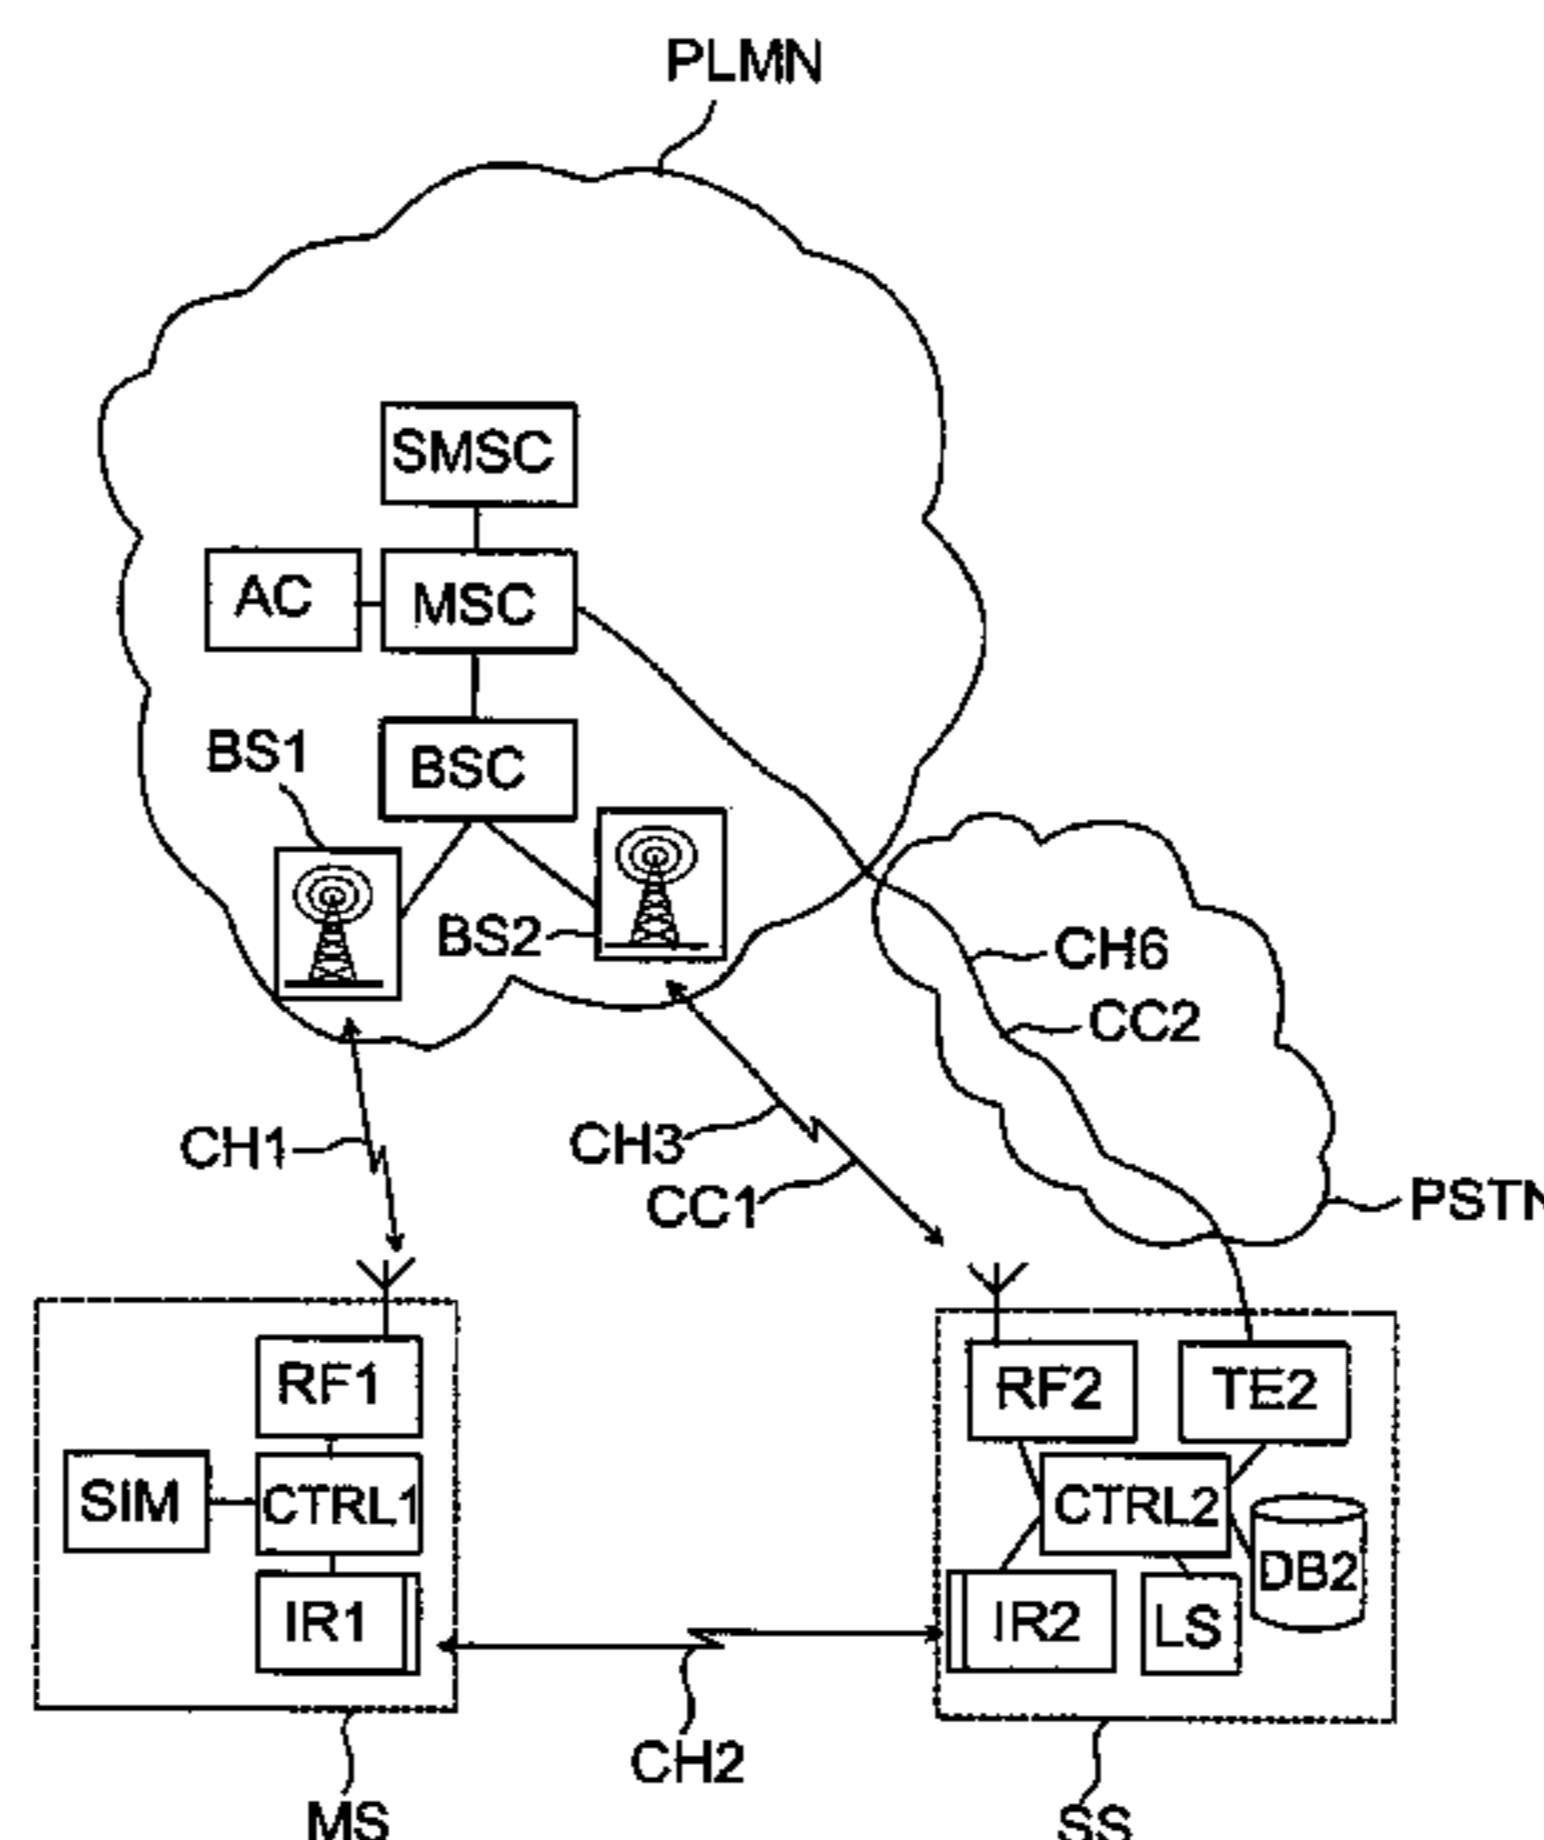 PLMN
SMSC
AC
MSC
BS1
BSC
BS2
CH6
CC2
CH1
CH3
CC1
PSTN
RF1
RF2
TE2
SIM
CTRL1
CTRL2
DB2
IR1
IR2
LS
CH2
MS
SS